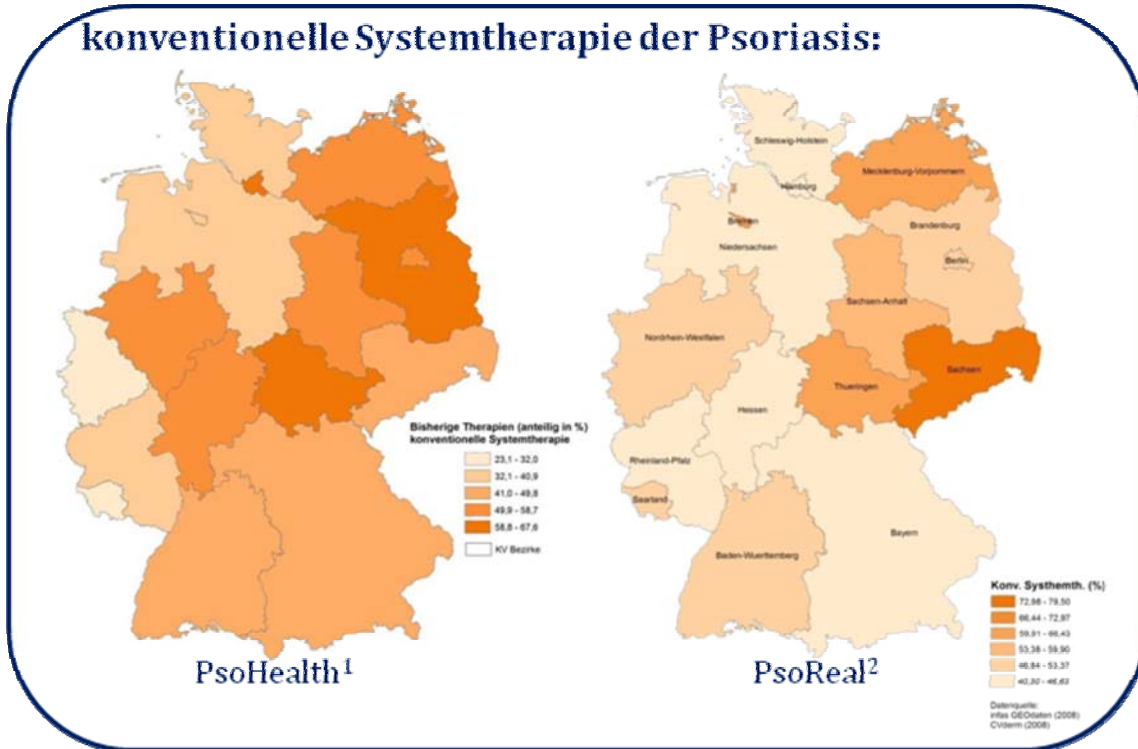 konventionelle Systemtherapie der Psoriasis:
Schleswig-Holstein
Hamburg
Mecklenburg-Vorpommern
Bremen
Brandenburg
Niedersachsen
Berlin
Sachsen-Anhalt
Nordrhein-Westfalen
Sachsen
Thueringen
Hessen
Rheinland-Pfalz
Saarland
Bayern
Baden-Wuerttemberg
Bisherige Therapien (anteilig in %)
konventionelle Systemtherapie
23,1 - 32,0
32,1 - 40,9
41,0 - 49,8
49,9 - 58,7
58,8 - 67,6
KV Bezirke
Konv. Systhemth. (%)
72,98 - 79,50
66,44 - 72,97
59,91 - 66,43
53,38 - 59,90
46,84 - 53,37
40,30 - 46,83
Datenquelle:
infas GEOdaten (2008)
CVderm (2008)
PsoHealth¹
PsoReal²